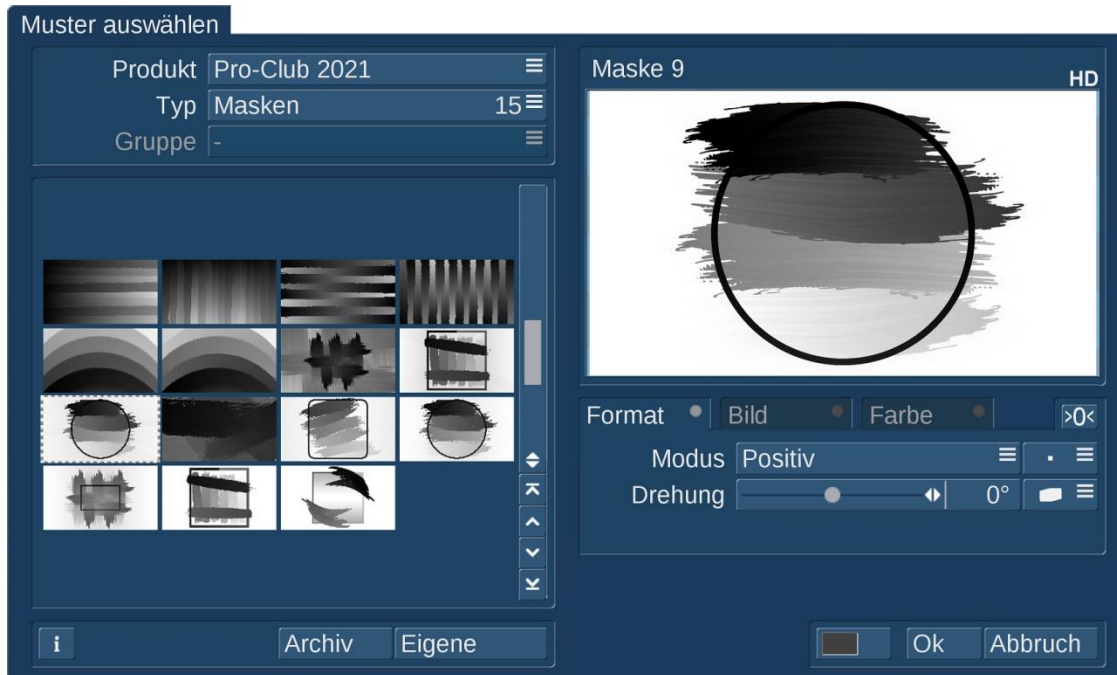 Muster auswählen
Produkt Pro-Club 2021
Typ Masken 15
Gruppe -
Maske 9
HD
Format Bild Farbe >0<
Modus Positiv
Drehung 0°
i Archiv Eigene
Ok Abbruch